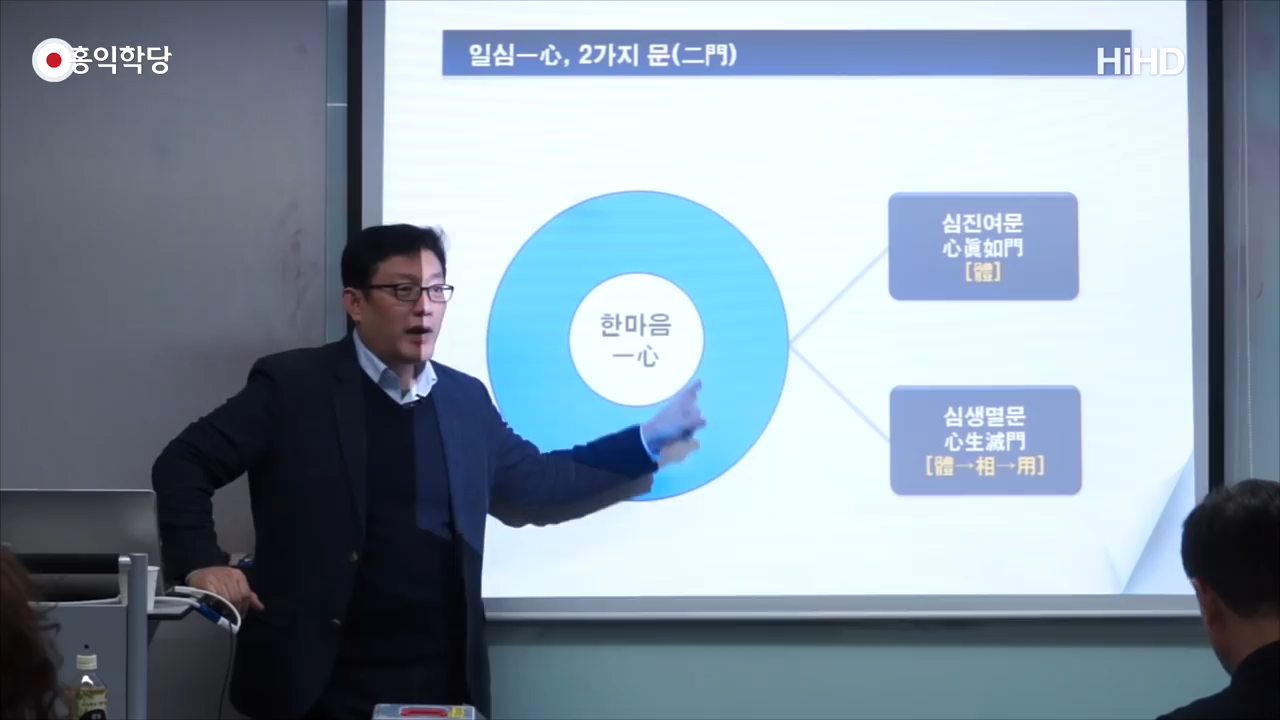 홍익학당
HiHD
일심一心, 2가지 문(二門)
한마음
一心
심진여문
心眞如門
[體]
심생멸문
心生滅門
[體→相→用]